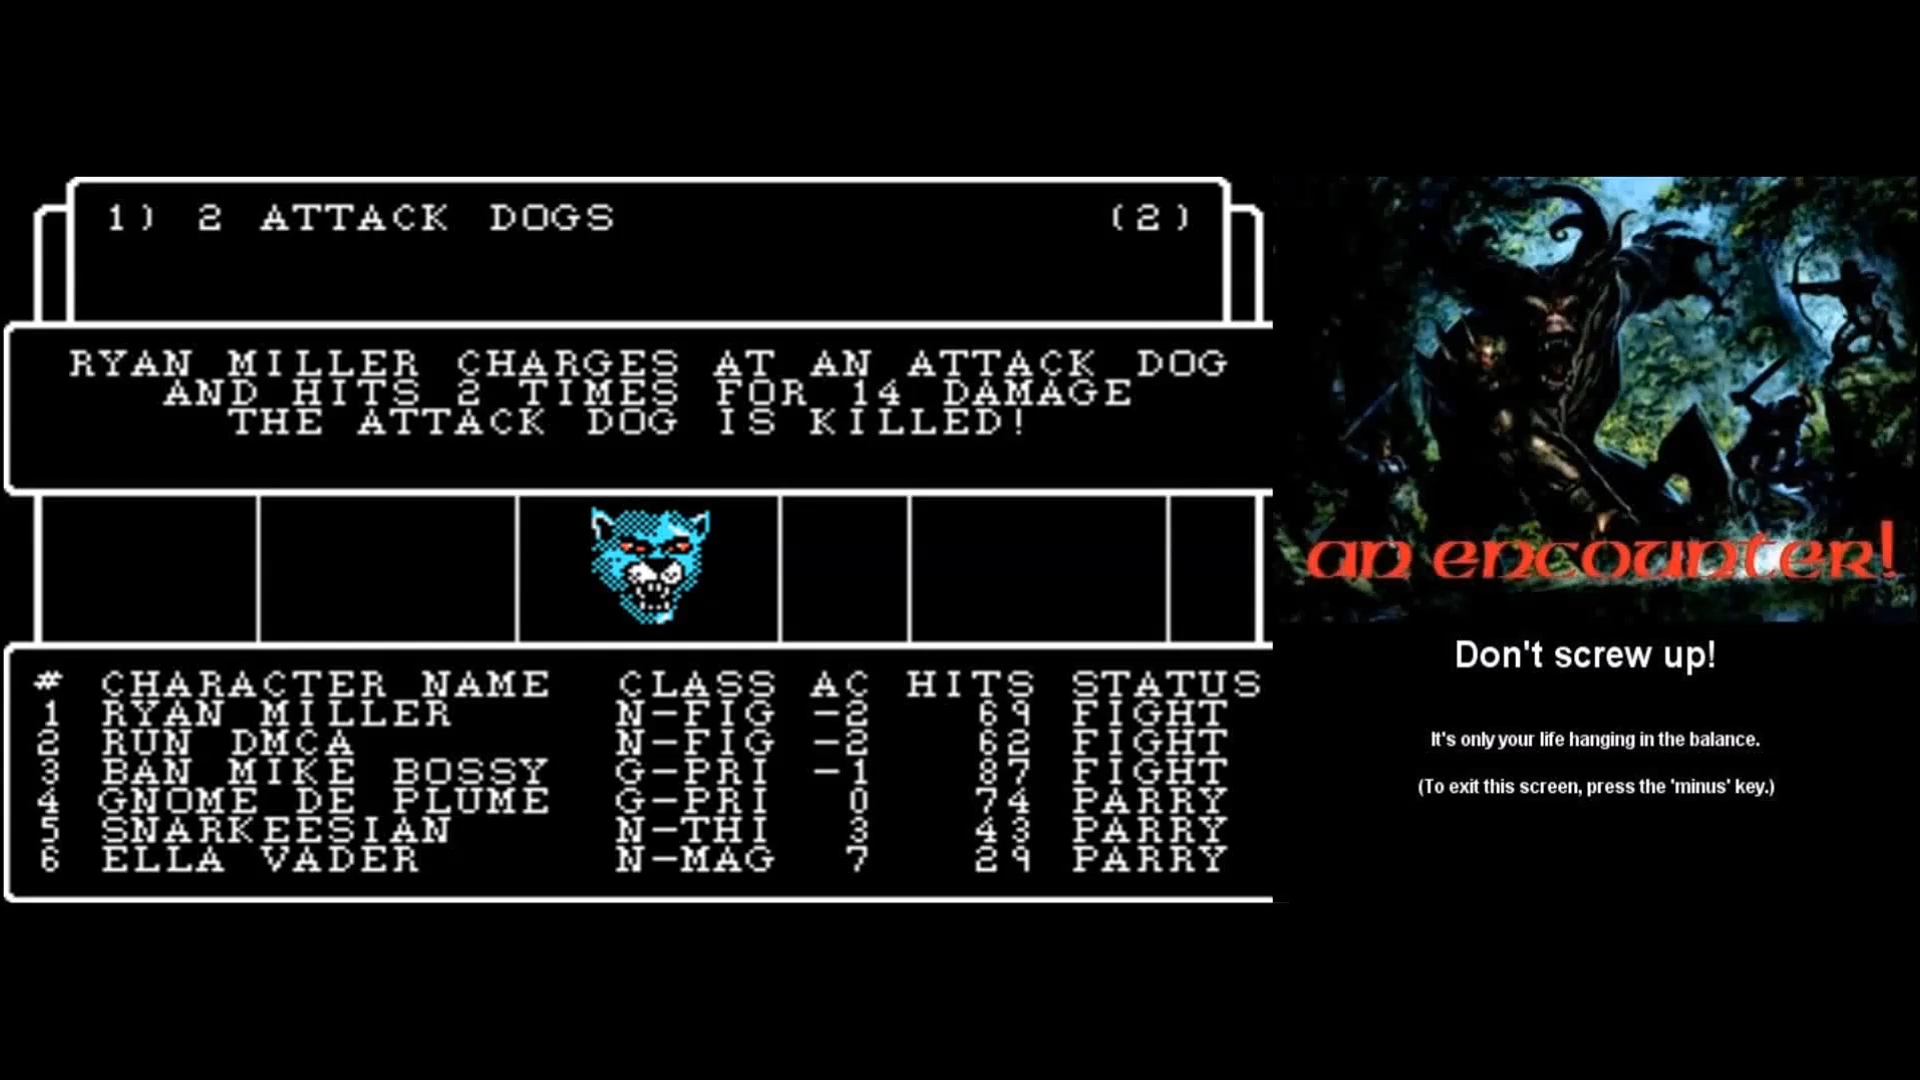 1) 2 ATTACK DOGS (2)
RYAN MILLER CHARGES AT AN ATTACK DOG
AND HITS 2 TIMES FOR 14 DAMAGE
THE ATTACK DOG IS KILLED!
# CHARACTER NAME CLASS AC HITS STATUS
1 RYAN MILLER N-FIG -2 69 FIGHT
2 RUN DMCA N-FIG -2 62 FIGHT
3 BAN MIKE BOSSY G-PRI -1 87 FIGHT
4 GNOME DE PLUME G-PRI 0 74 PARRY
5 SNARKEESIAN N-THI 3 43 PARRY
6 ELLA VADER N-MAG 7 29 PARRY
an encounter!
Don't screw up!
It's only your life hanging in the balance.
(To exit this screen, press the 'minus' key.)